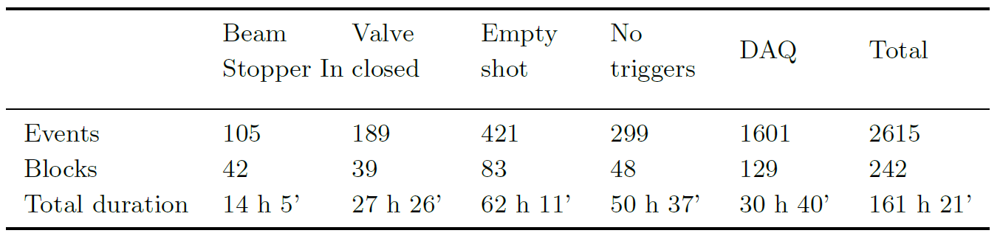 Beam Valve Empty No
Stopper In closed shot triggers DAQ Total
Events 105 189 421 299 1601 2615
Blocks 42 39 83 48 129 242
Total duration 14 h 5’ 27 h 26’ 62 h 11’ 50 h 37’ 30 h 40’ 161 h 21’